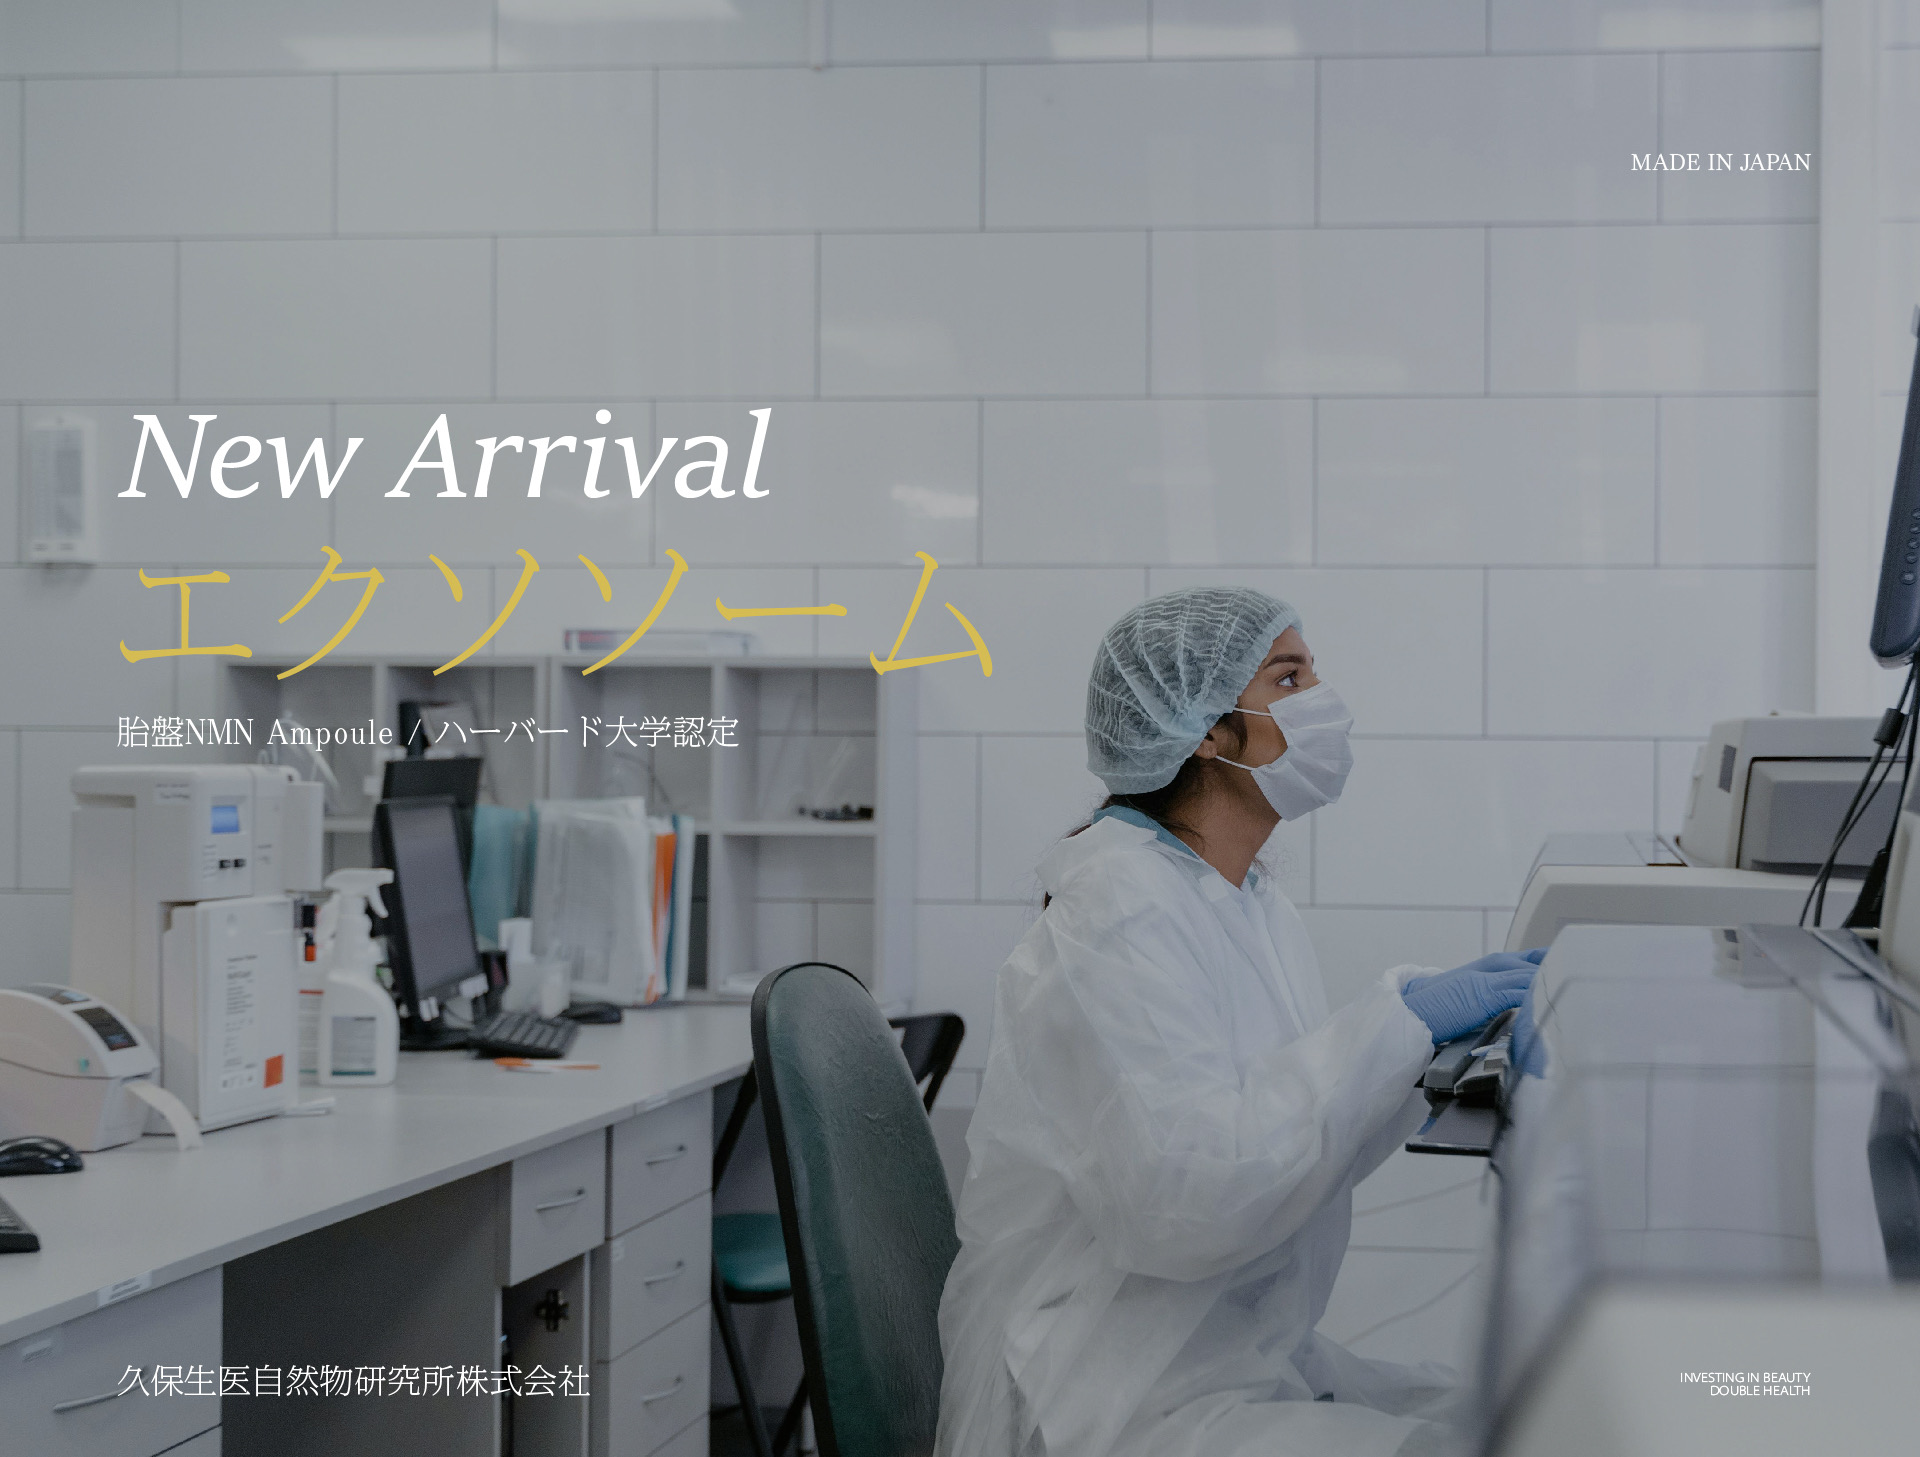 MADE IN JAPAN
New Arrival
エクソソーム
胎盤NMN Ampoule / ハーバード大学認定
久保生医自然物研究所株式会社
INVESTING IN BEAUTY
DOUBLE HEALTH